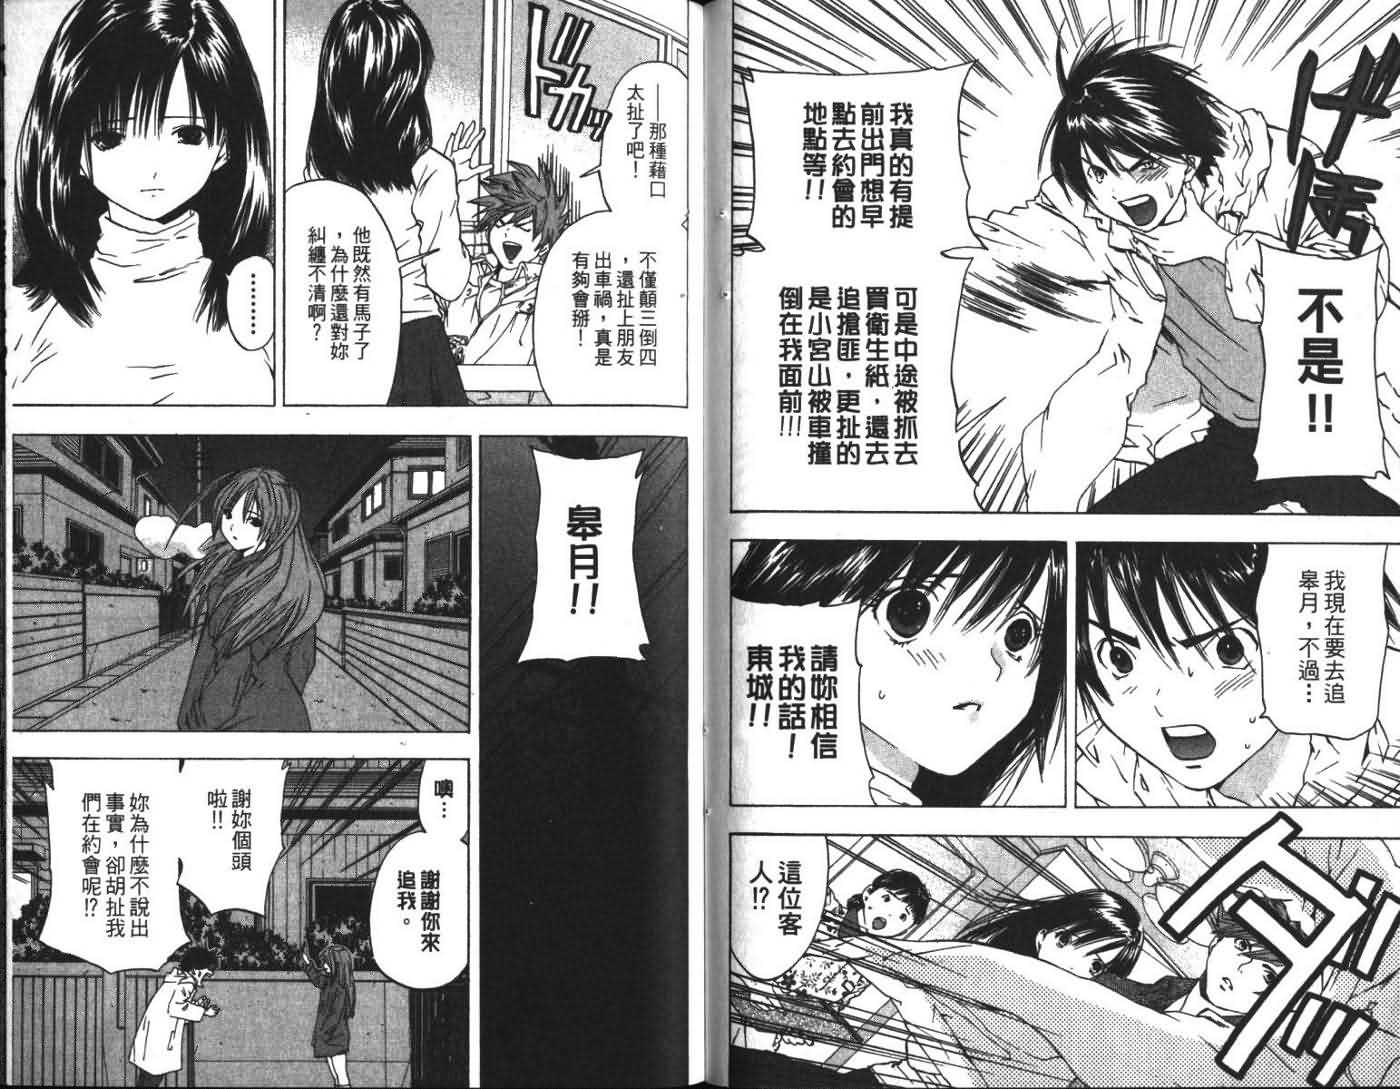 不是!!
我真的有提
前出門想早
點去約會的
地點等!!
可是中途被抓去
買衛生紙，還去
追搶匪，更扯的
是小宮山被車撞
倒在我面前!!!
我現在要去追
皋月，不過…
請妳相信
我的話！
東城!!
ダダッ
這位客
人!?
——那種藉口
太扯了吧！
不僅顛三倒四
，還扯上朋友
出車禍，真是
有夠會掰！
ドカッ
他既然有馬子了
，為什麼還對妳
糾纏不清啊？
………
皋月!!
噢…
謝謝你來
追我。
謝妳個頭
啦!!
妳為什麼不說出
事實，卻胡扯我
們在約會呢!?